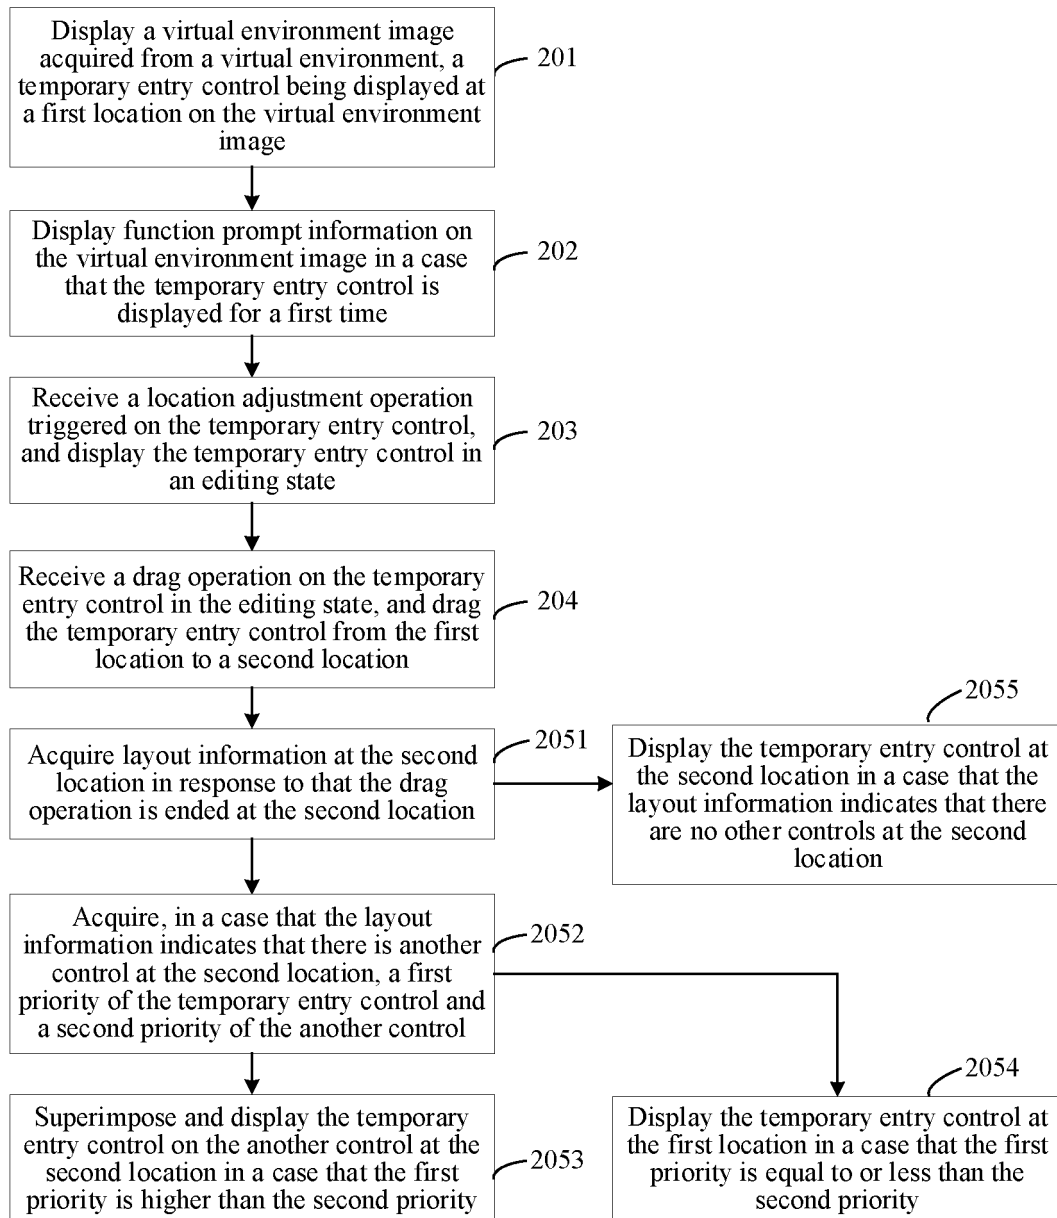 Display a virtual environment image
acquired from a virtual environment, a
temporary entry control being displayed at
a first location on the virtual environment
image
201
Display function prompt information on
the virtual environment image in a case
that the temporary entry control is
displayed for a first time
202
Receive a location adjustment operation
triggered on the temporary entry control,
and display the temporary entry control in
an editing state
203
Receive a drag operation on the temporary
entry control in the editing state, and drag
the temporary entry control from the first
location to a second location
204
Acquire layout information at the second
location in response to that the drag
operation is ended at the second location
2051
2055
Display the temporary entry control at
the second location in a case that the
layout information indicates that there
are no other controls at the second
location
Acquire, in a case that the layout
information indicates that there is another
control at the second location, a first
priority of the temporary entry control and
a second priority of the another control
2052
Superimpose and display the temporary
entry control on the another control at the
second location in a case that the first
priority is higher than the second priority
2053
2054
Display the temporary entry control at
the first location in a case that the first
priority is equal to or less than the
second priority